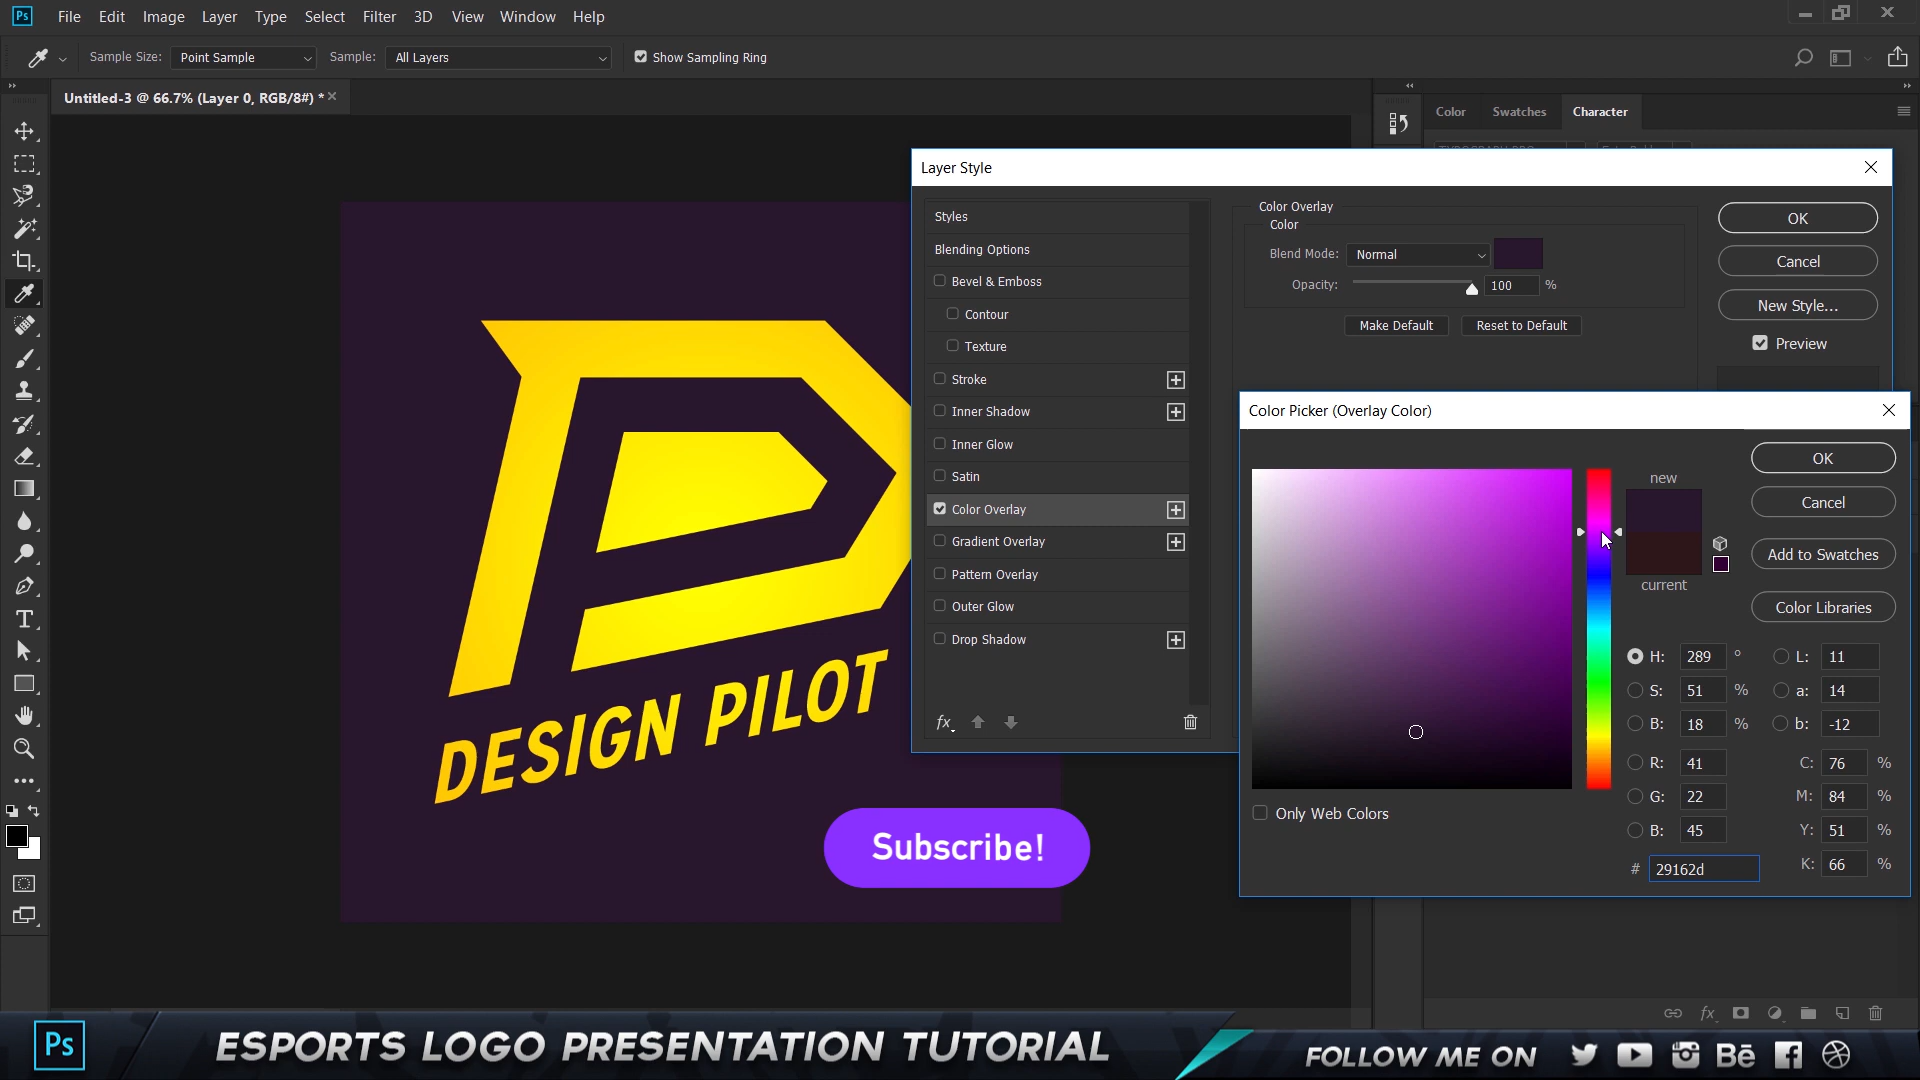 Ps File Edit Image Layer Type Select Filter 3D View Window Help
Sample Size: Point Sample Sample: All Layers Show Sampling Ring
Untitled-3 @ 66.7% (Layer 0, RGB/8#) *
Color Swatches Character
Layer Style
Styles
Blending Options
Bevel & Emboss
Contour
Texture
Stroke
Inner Shadow
Inner Glow
Satin
Color Overlay
Gradient Overlay
Pattern Overlay
Outer Glow
Drop Shadow
fx
Color Overlay
Color
Blend Mode: Normal
Opacity: 100 %
Make Default Reset to Default
OK
Cancel
New Style...
Preview
Color Picker (Overlay Color)
new
current
OK
Cancel
Add to Swatches
Color Libraries
H: 289 ° L: 11
S: 51 % a: 14
B: 18 % b: -12
R: 41 C: 76 %
G: 22 M: 84 %
B: 45 Y: 51 %
# 29162d K: 66 %
Only Web Colors
DESIGN PILOT
Subscribe!
fx
Ps ESPORTS LOGO PRESENTATION TUTORIAL
FOLLOW ME ON Bē